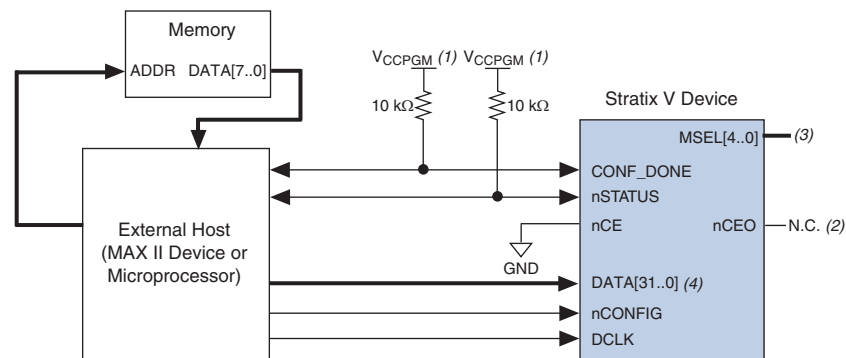 Memory
ADDR DATA[7..0]
VCCPGM (1) VCCPGM (1)
10 kΩ 10 kΩ
Stratix V Device
MSEL[4..0] (3)
CONF_DONE
nSTATUS
nCE nCEO N.C. (2)
GND
External Host
(MAX II Device or
Microprocessor)
DATA[31..0] (4)
nCONFIG
DCLK